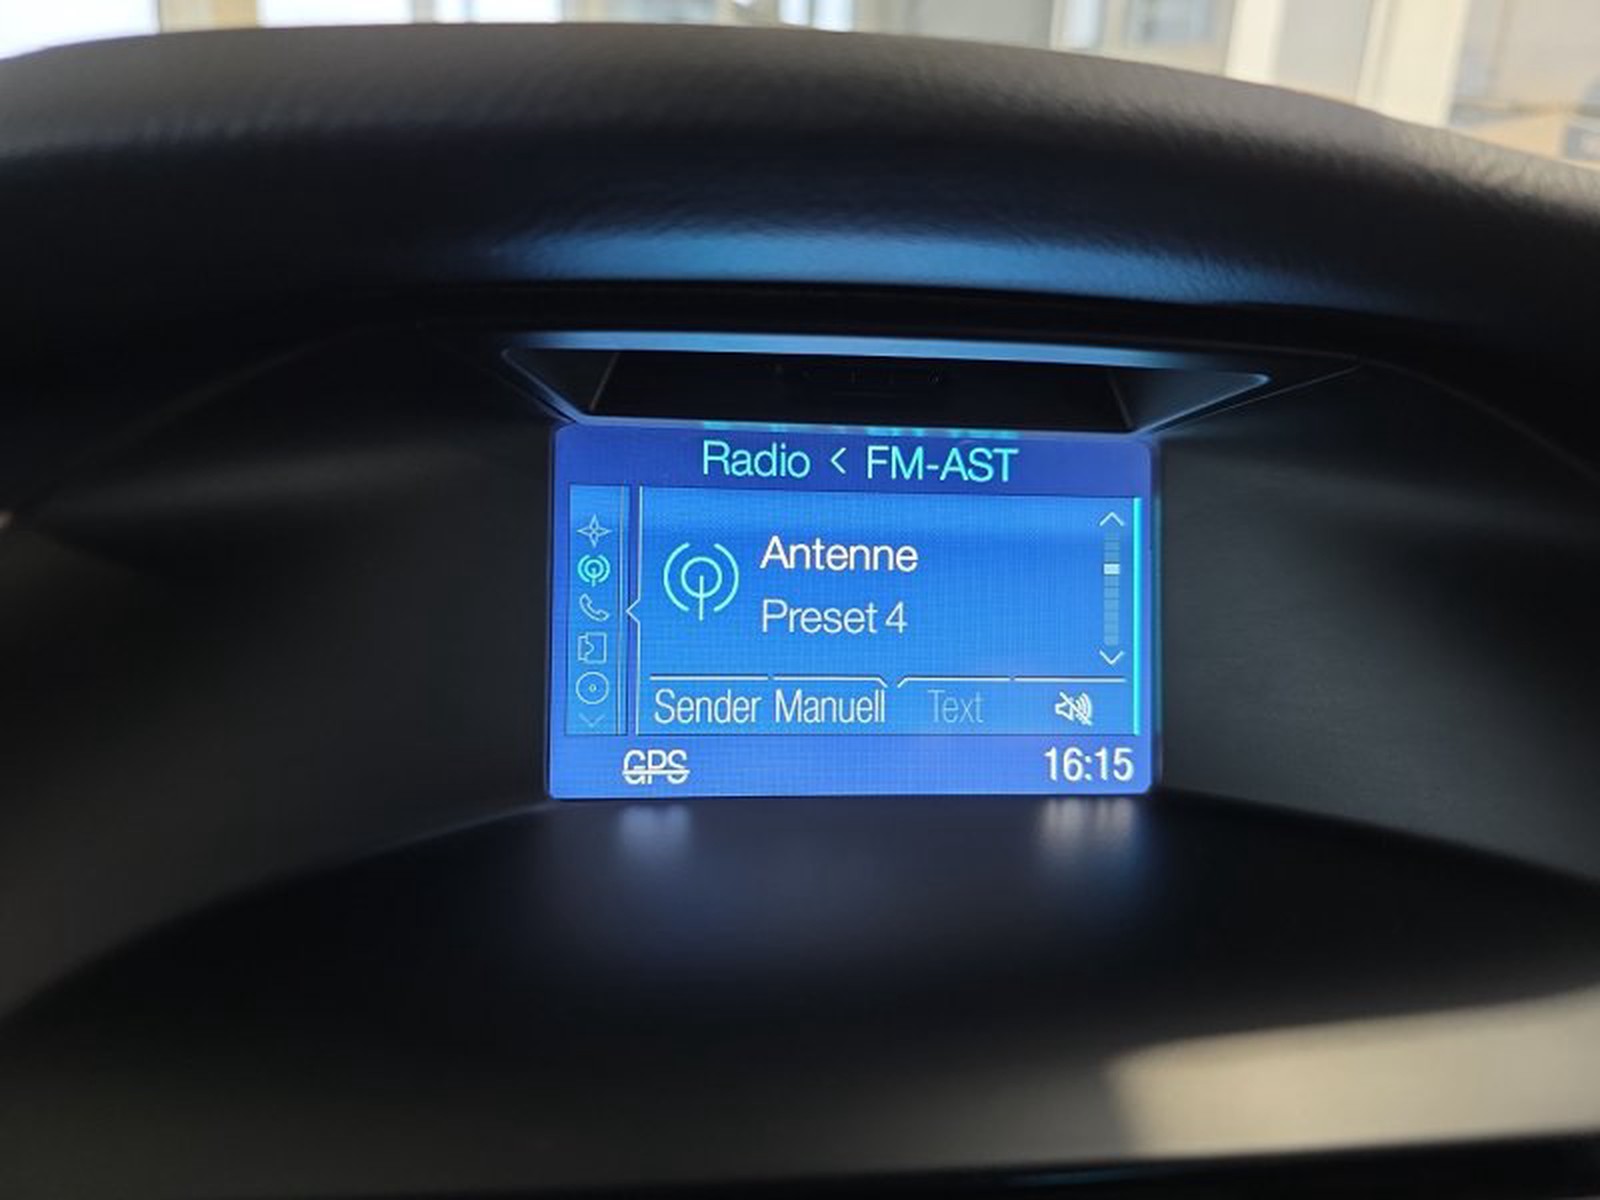 Radio < FM-AST
Antenne
Preset 4
Sender Manuell Text
GPS 16:15